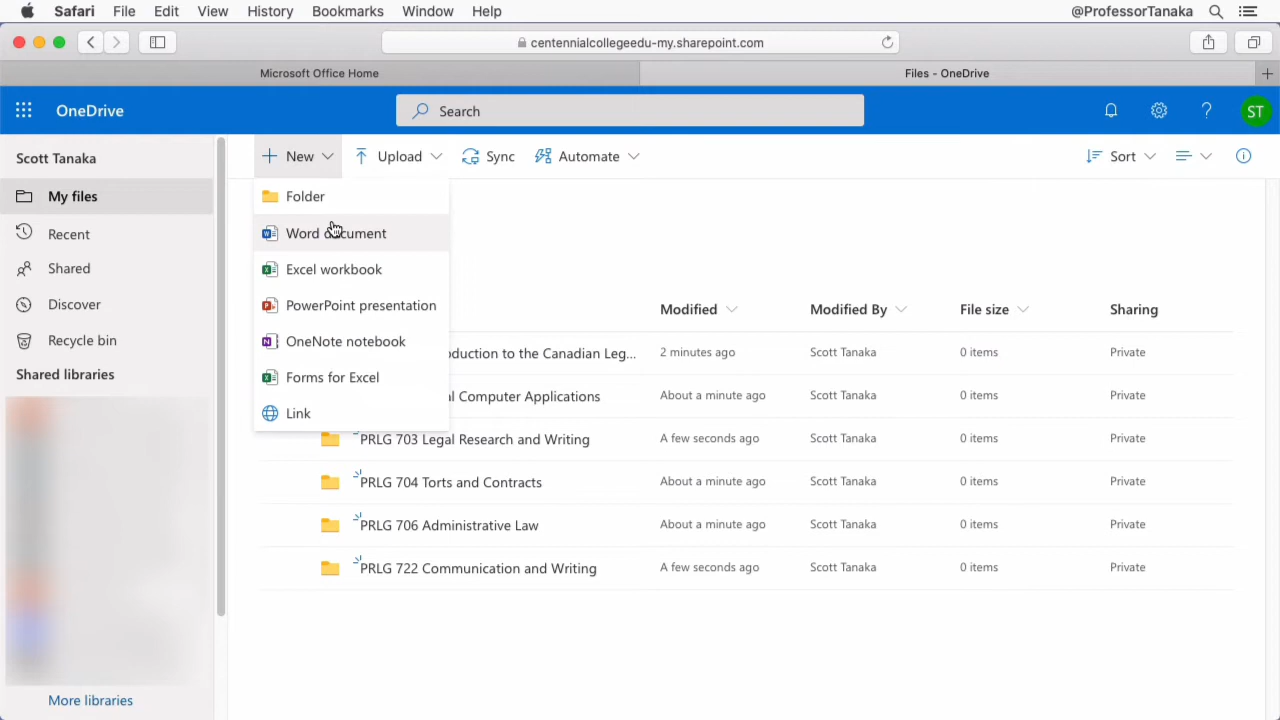 Safari File Edit View History Bookmarks Window Help @ProfessorTanaka
centennialcollegeedu-my.sharepoint.com
Microsoft Office Home Files - OneDrive
OneDrive Search ? ST
Scott Tanaka New Upload Sync Automate Sort
My files
Recent
Shared
Discover
Recycle bin
Shared libraries
More libraries
Folder
Word document
Excel workbook
PowerPoint presentation
OneNote notebook
Forms for Excel
Link
Modified Modified By File size Sharing
oduction to the Canadian Leg... 2 minutes ago Scott Tanaka 0 items Private
l Computer Applications About a minute ago Scott Tanaka 0 items Private
PRLG 703 Legal Research and Writing A few seconds ago Scott Tanaka 0 items Private
PRLG 704 Torts and Contracts About a minute ago Scott Tanaka 0 items Private
PRLG 706 Administrative Law About a minute ago Scott Tanaka 0 items Private
PRLG 722 Communication and Writing A few seconds ago Scott Tanaka 0 items Private